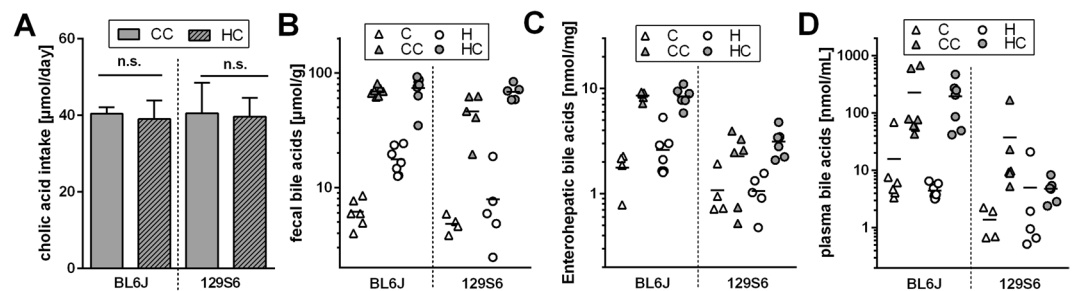 A
cholic acid intake [µmol/day]
60
40
20
0
CC HC
n.s. n.s.
BL6J 129S6
B
fecal bile acids [µmol/g]
100
10
C H
CC HC
BL6J 129S6
C
Enterohepatic bile acids [nmol/mg]
10
1
C H
CC HC
BL6J 129S6
D
plasma bile acids [nmol/mL]
1000
100
10
1
C H
CC HC
BL6J 129S6